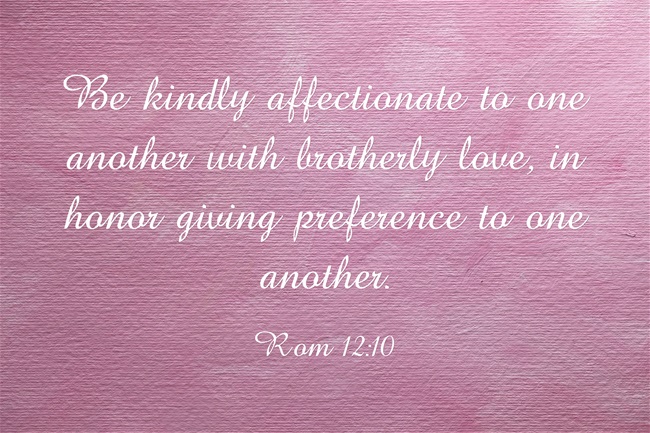 Be kindly affectionate to one
another with brotherly love, in
honor giving preference to one
another.
Rom 12:10